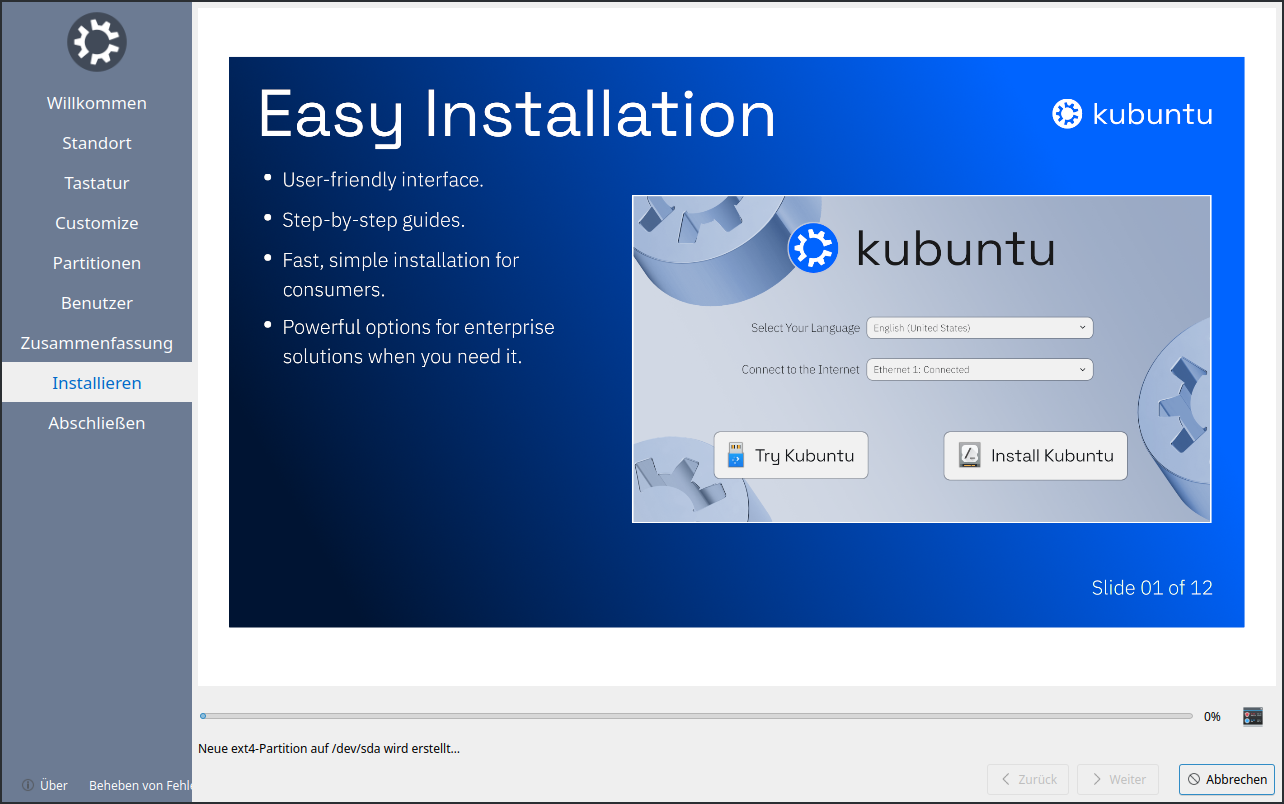 Willkommen
Standort
Tastatur
Customize
Partitionen
Benutzer
Zusammenfassung
Installieren
Abschließen
Über
Beheben von Fehle
Easy Installation
kubuntu
• User-friendly interface.
• Step-by-step guides.
• Fast, simple installation for
consumers.
• Powerful options for enterprise
solutions when you need it.
kubuntu
Select Your Language English (United States)
Connect to the Internet Ethernet 1: Connected
Try Kubuntu
Install Kubuntu
Slide 01 of 12
0%
Neue ext4-Partition auf /dev/sda wird erstellt...
Zurück
Weiter
Abbrechen